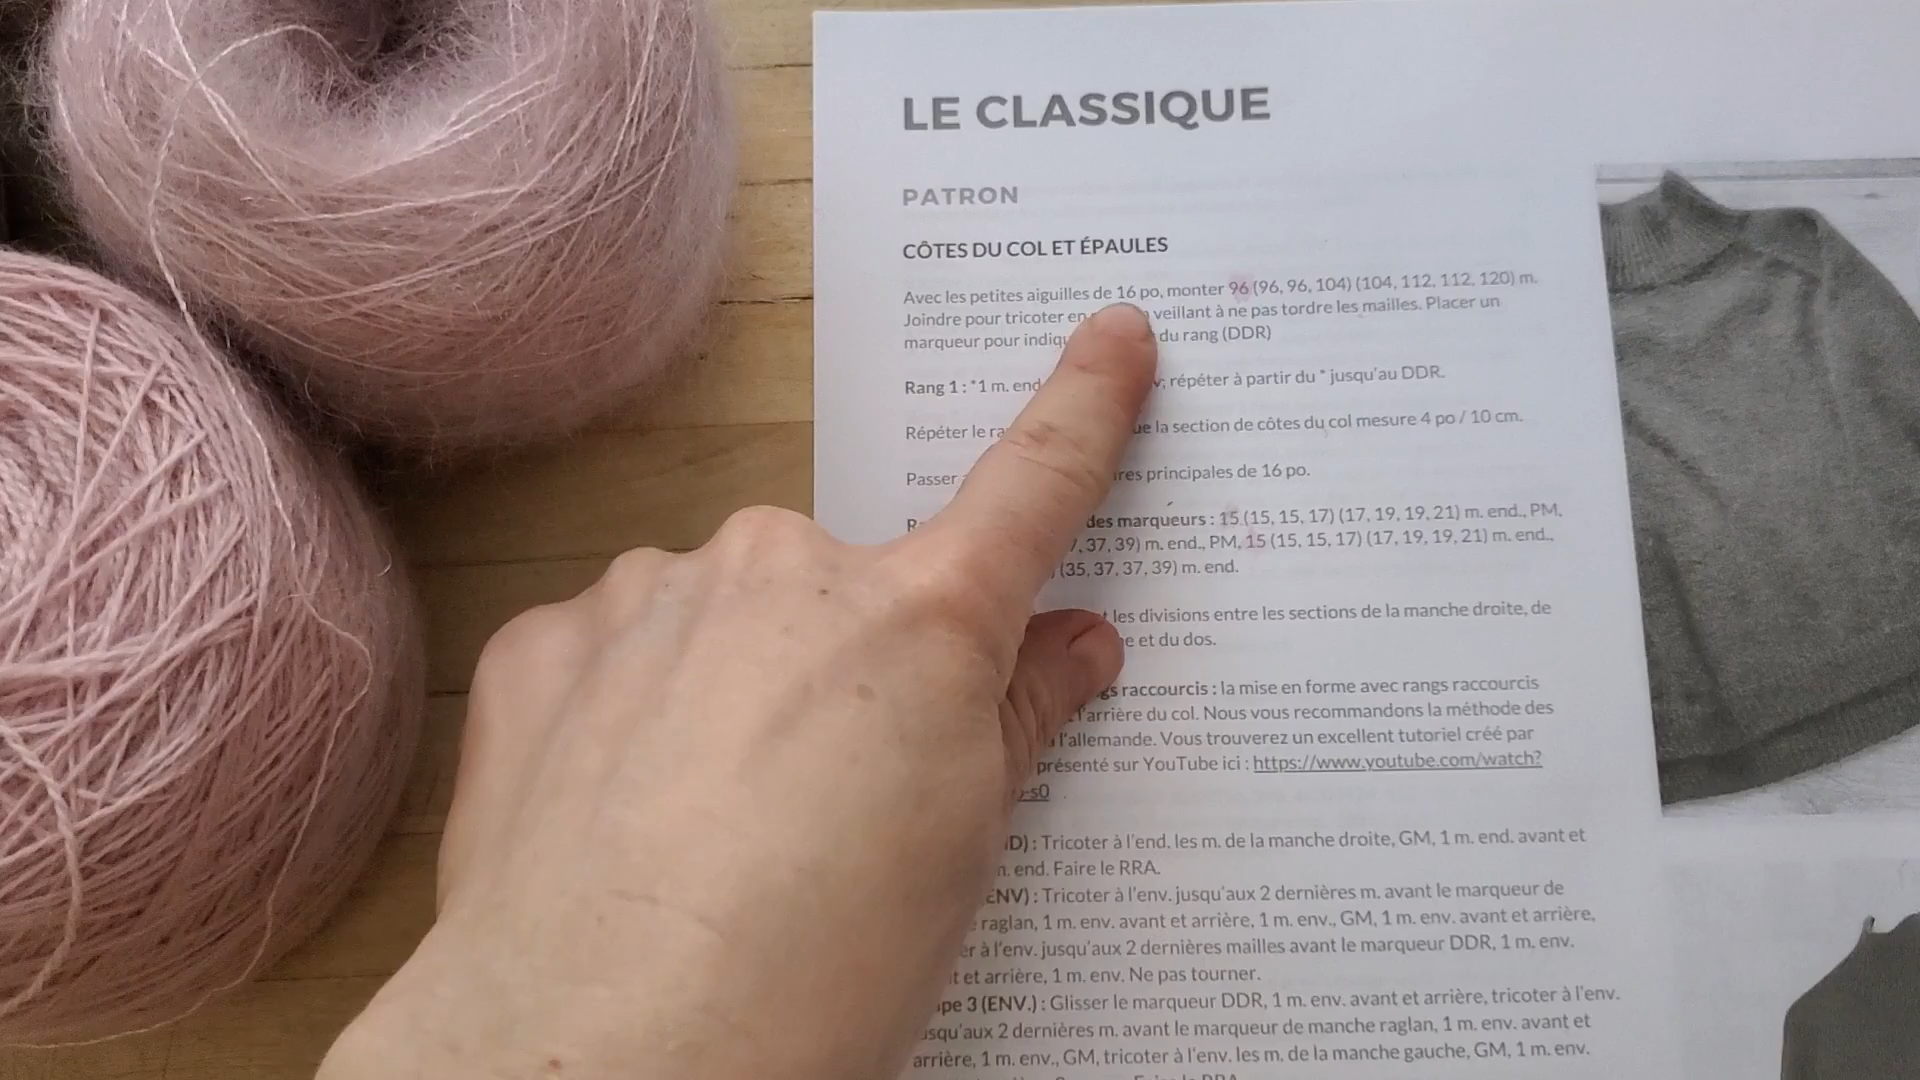 LE CLASSIQUE
PATRON
CÔTES DU COL ET ÉPAULES
Avec les petites aiguilles de 16 po, monter 96 (96, 96, 104) (104, 112, 112, 120) m.
Joindre pour tricoter en veillant à ne pas tordre les mailles. Placer un
marqueur pour du rang (DDR)
Rang 1 : *1 m. end répéter à partir du * jusqu'au DDR.
Répéter le la section de côtes du col mesure 4 po / 10 cm.
Passer principales de 16 po.
des marqueurs : 15 (15, 15, 17) (17, 19, 19, 21) m. end., PM,
37, 39) m. end., PM, 15 (15, 15, 17) (17, 19, 19, 21) m. end.,
(35, 37, 37, 39) m. end.
les divisions entre les sections de la manche droite, de
et du dos.
raccourcis : la mise en forme avec rangs raccourcis
l'arrière du col. Nous vous recommandons la méthode des
l'allemande. Vous trouverez un excellent tutoriel créé par
présenté sur YouTube ici : https://www.youtube.com/watch?
-s0
: Tricoter à l'end. les m. de la manche droite, GM, 1 m. end. avant et
end. Faire le RRA.
ENV) : Tricoter à l'env. jusqu'aux 2 dernières m. avant le marqueur de
raglan, 1 m. env. avant et arrière, 1 m. env., GM, 1 m. env. avant et arrière,
à l'env. jusqu'aux 2 dernières mailles avant le marqueur DDR, 1 m. env.
et arrière, 1 m. env. Ne pas tourner.
3 (ENV.) : Glisser le marqueur DDR, 1 m. env. avant et arrière, tricoter à l'env.
2 dernières m. avant le marqueur de manche raglan, 1 m. env. avant et
arrière, 1 m. env., GM, tricoter à l'env. les m. de la manche gauche, GM, 1 m. env.